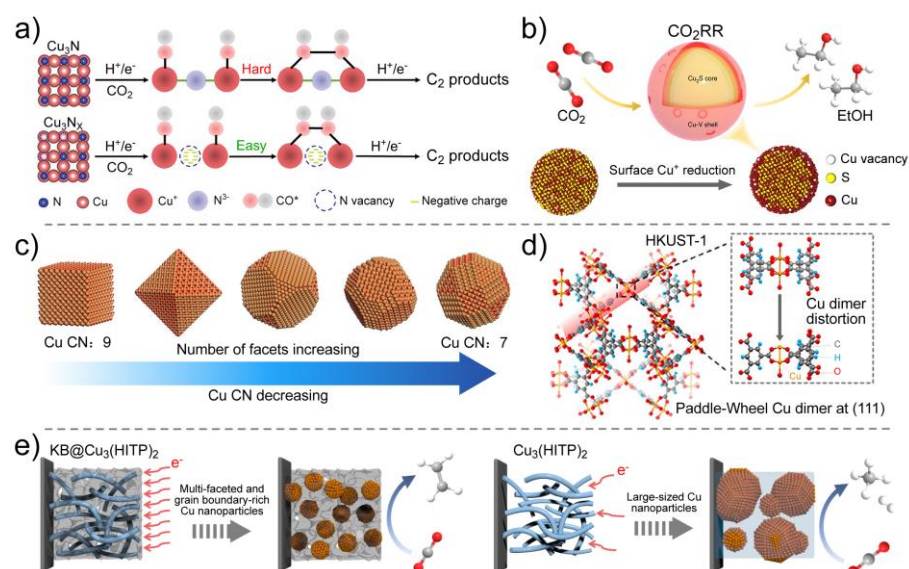 a)
Cu₃N
H⁺/e⁻
CO₂
Hard
H⁺/e⁻
C₂ products
Cu₃Nₓ
H⁺/e⁻
CO₂
Easy
H⁺/e⁻
C₂ products
N
Cu
Cu⁺
N³⁻
CO*
N vacancy
Negative charge
b)
CO₂RR
Cu₂S core
Cu-V shell
CO₂
EtOH
Surface Cu⁺ reduction
Cu vacancy
S
Cu
c)
Cu CN: 9
Number of facets increasing
Cu CN: 7
Cu CN decreasing
d)
HKUST-1
Cu dimer
distortion
C
H
Cu
O
Paddle-Wheel Cu dimer at (111)
e)
KB@Cu₃(HITP)₂
e⁻
Multi-faceted and
grain boundary-rich
Cu nanoparticles
Cu₃(HITP)₂
e⁻
Large-sized Cu
nanoparticles